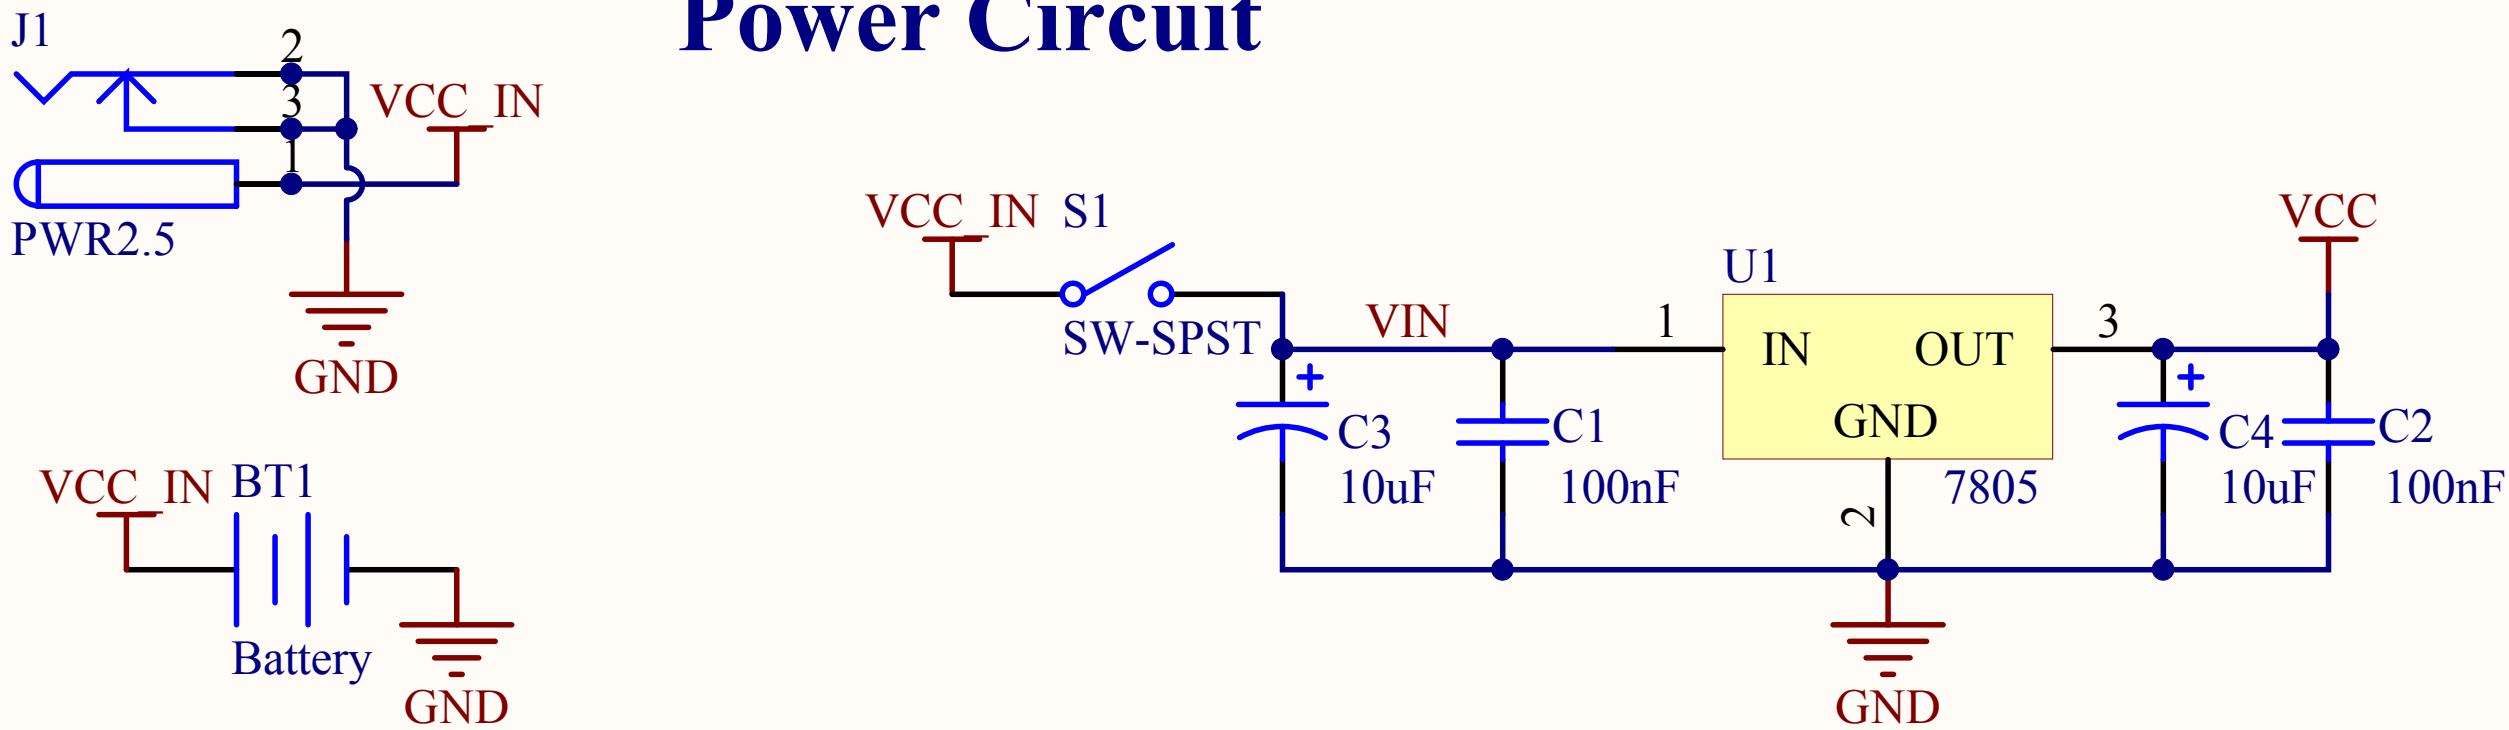 Power Circuit
J1
2
3
1
VCC_IN
PWR2.5
GND
VCC_IN
BT1
Battery
GND
VCC_IN
S1
SW-SPST
VIN
1
U1
IN
OUT
GND
7805
2
3
VCC
C3
10uF
C1
100nF
C4
10uF
C2
100nF
GND